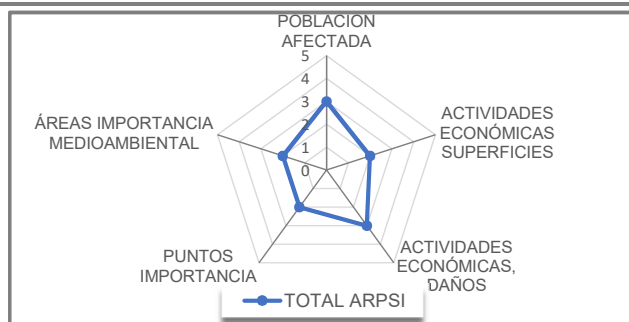 POBLACIÓN
AFECTADA
5
4
3
2
1
0
ACTIVIDADES
ECONÓMICAS
SUPERFICIES
ÁREAS IMPORTANCIA
MEDIOAMBIENTAL
PUNTOS
IMPORTANCIA
ACTIVIDADES
ECONÓMICAS,
DAÑOS
TOTAL ARPSI